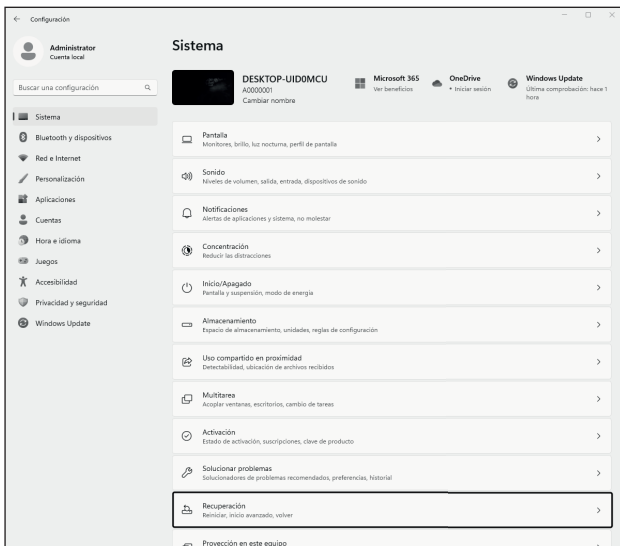 Configuración
Administrator
Cuenta local
Buscar una configuración
Sistema
Bluetooth y dispositivos
Red e Internet
Personalización
Aplicaciones
Cuentas
Hora e idioma
Juegos
Accesibilidad
Privacidad y seguridad
Windows Update
Sistema
DESKTOP-UID0MCU
A0000001
Cambiar nombre
Microsoft 365
Ver beneficios
OneDrive
• Iniciar sesión
Windows Update
Última comprobación: hace 1
hora
Pantalla
Monitores, brillo, luz nocturna, perfil de pantalla
Sonido
Niveles de volumen, salida, entrada, dispositivos de sonido
Notificaciones
Alertas de aplicaciones y sistema, no molestar
Concentración
Reducir las distracciones
Inicio/Apagado
Pantalla y suspensión, modo de energía
Almacenamiento
Espacio de almacenamiento, unidades, reglas de configuración
Uso compartido en proximidad
Detectabilidad, ubicación de archivos recibidos
Multitarea
Acoplar ventanas, escritorios, cambio de tareas
Activación
Estado de activación, suscripciones, clave de producto
Solucionar problemas
Solucionadores de problemas recomendados, preferencias, historial
Recuperación
Reiniciar, inicio avanzado, volver
Proyección en este equipo